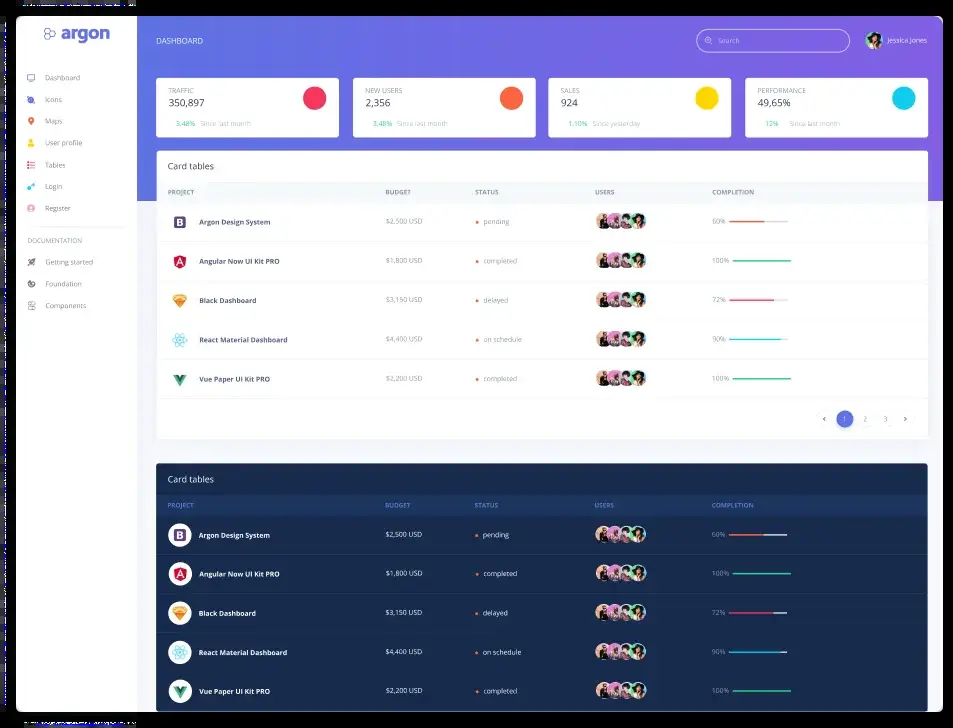 argon
Dashboard
Icons
Maps
User profile
Tables
Login
Register
DOCUMENTATION
Getting started
Foundation
Components
DASHBOARD
Search
Jessica Jones
TRAFFIC
350,897
3.48% Since last month
NEW USERS
2,356
3.48% Since last month
SALES
924
1.10% Since yesterday
PERFORMANCE
49,65%
12% Since last month
Card tables
PROJECT BUDGET STATUS USERS COMPLETION
B Argon Design System $2,500 USD pending 60%
A Angular Now UI Kit PRO $1,800 USD completed 100%
Black Dashboard $3,150 USD delayed 72%
React Material Dashboard $4,400 USD on schedule 90%
Vue Paper UI Kit PRO $2,200 USD completed 100%
1 2 3
Card tables
PROJECT BUDGET STATUS USERS COMPLETION
B Argon Design System $2,500 USD pending 60%
A Angular Now UI Kit PRO $1,800 USD completed 100%
Black Dashboard $3,150 USD delayed 72%
React Material Dashboard $4,400 USD on schedule 90%
Vue Paper UI Kit PRO $2,200 USD completed 100%